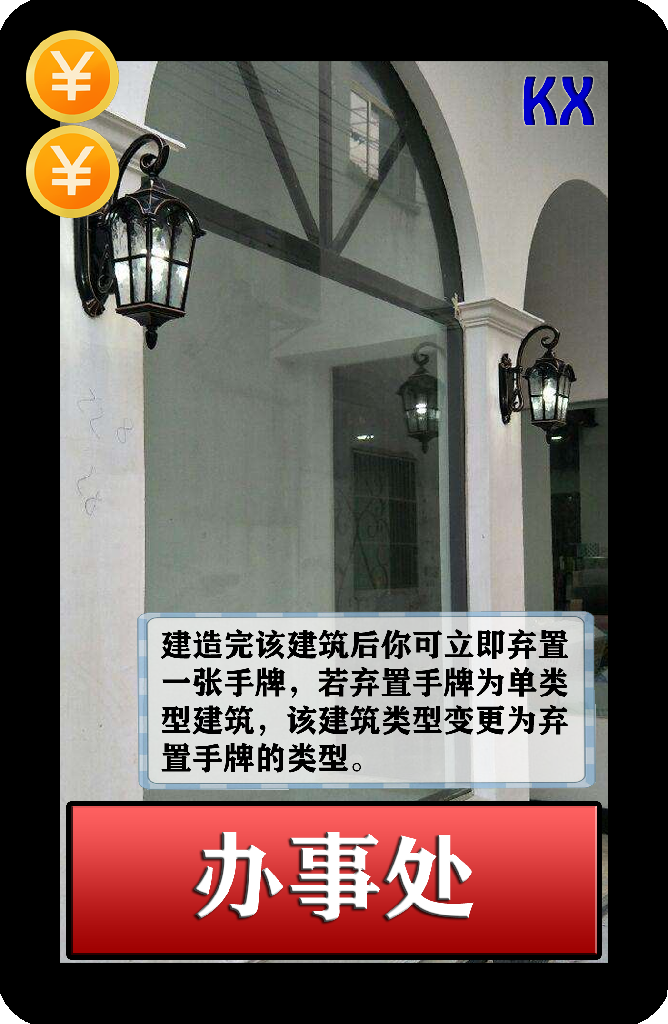 ¥
¥
KX
建造完该建筑后你可立即弃置
一张手牌，若弃置手牌为单类
型建筑，该建筑类型变更为弃
置手牌的类型。
办事处